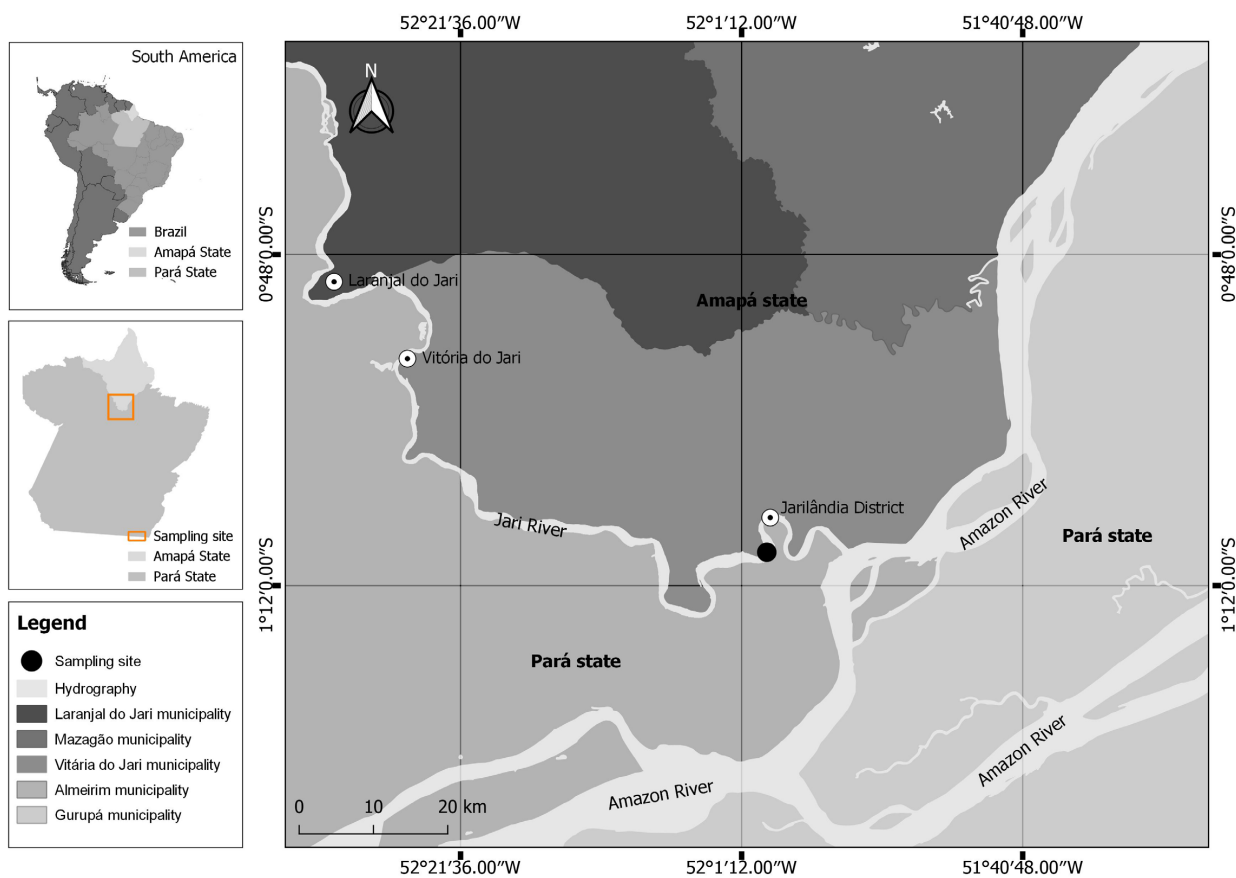 52°21′36.00″W
52°1′12.00″W
51°40′48.00″W
South America
Brazil
Amapá State
Pará State
Sampling site
Amapá State
Pará State
Legend
Sampling site
Hydrography
Laranjal do Jari municipality
Mazagão municipality
Vitária do Jari municipality
Almeirim municipality
Gurupá municipality
N
0°48′0.00″S
0°48′0.00″S
Laranjal do Jari
Amapá state
Vitória do Jari
Jarilândia District
Jari River
Amazon River
Pará state
1°12′0.00″S
1°12′0.00″S
Pará state
Amazon River
Amazon River
0 10 20 km
52°21′36.00″W
52°1′12.00″W
51°40′48.00″W